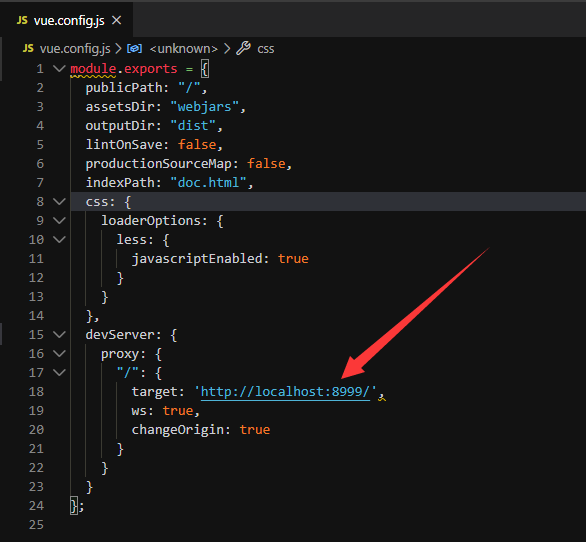 JS vue.config.js ×
JS vue.config.js > <unknown> > css
1 module.exports = {
2 publicPath: "/",
3 assetsDir: "webjars",
4 outputDir: "dist",
5 lintOnSave: false,
6 productionSourceMap: false,
7 indexPath: "doc.html",
8 css: {
9 loaderOptions: {
10 less: {
11 javascriptEnabled: true
12 }
13 }
14 },
15 devServer: {
16 proxy: {
17 "/": {
18 target: 'http://localhost:8999/',
19 ws: true,
20 changeOrigin: true
21 }
22 }
23 }
24 };
25